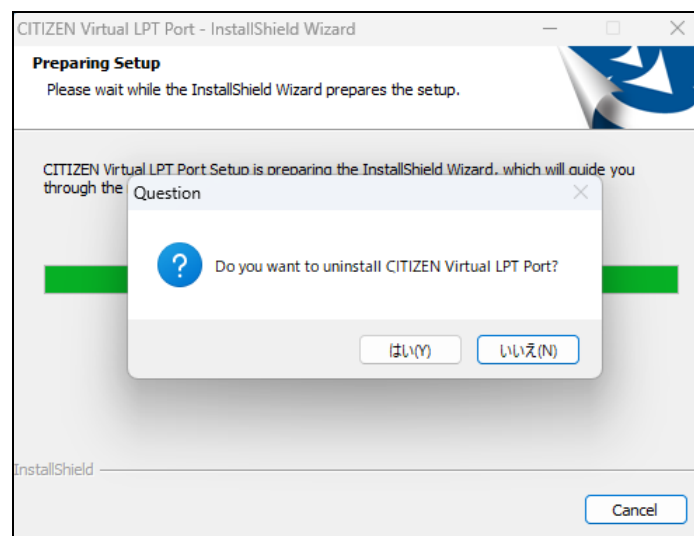 CITIZEN Virtual LPT Port - InstallShield Wizard
Preparing Setup
Please wait while the InstallShield Wizard prepares the setup.
CITIZEN Virtual LPT Port Setup is preparing the InstallShield Wizard, which will guide you
through the
Question
Do you want to uninstall CITIZEN Virtual LPT Port?
はい(Y)
いいえ(N)
InstallShield
Cancel